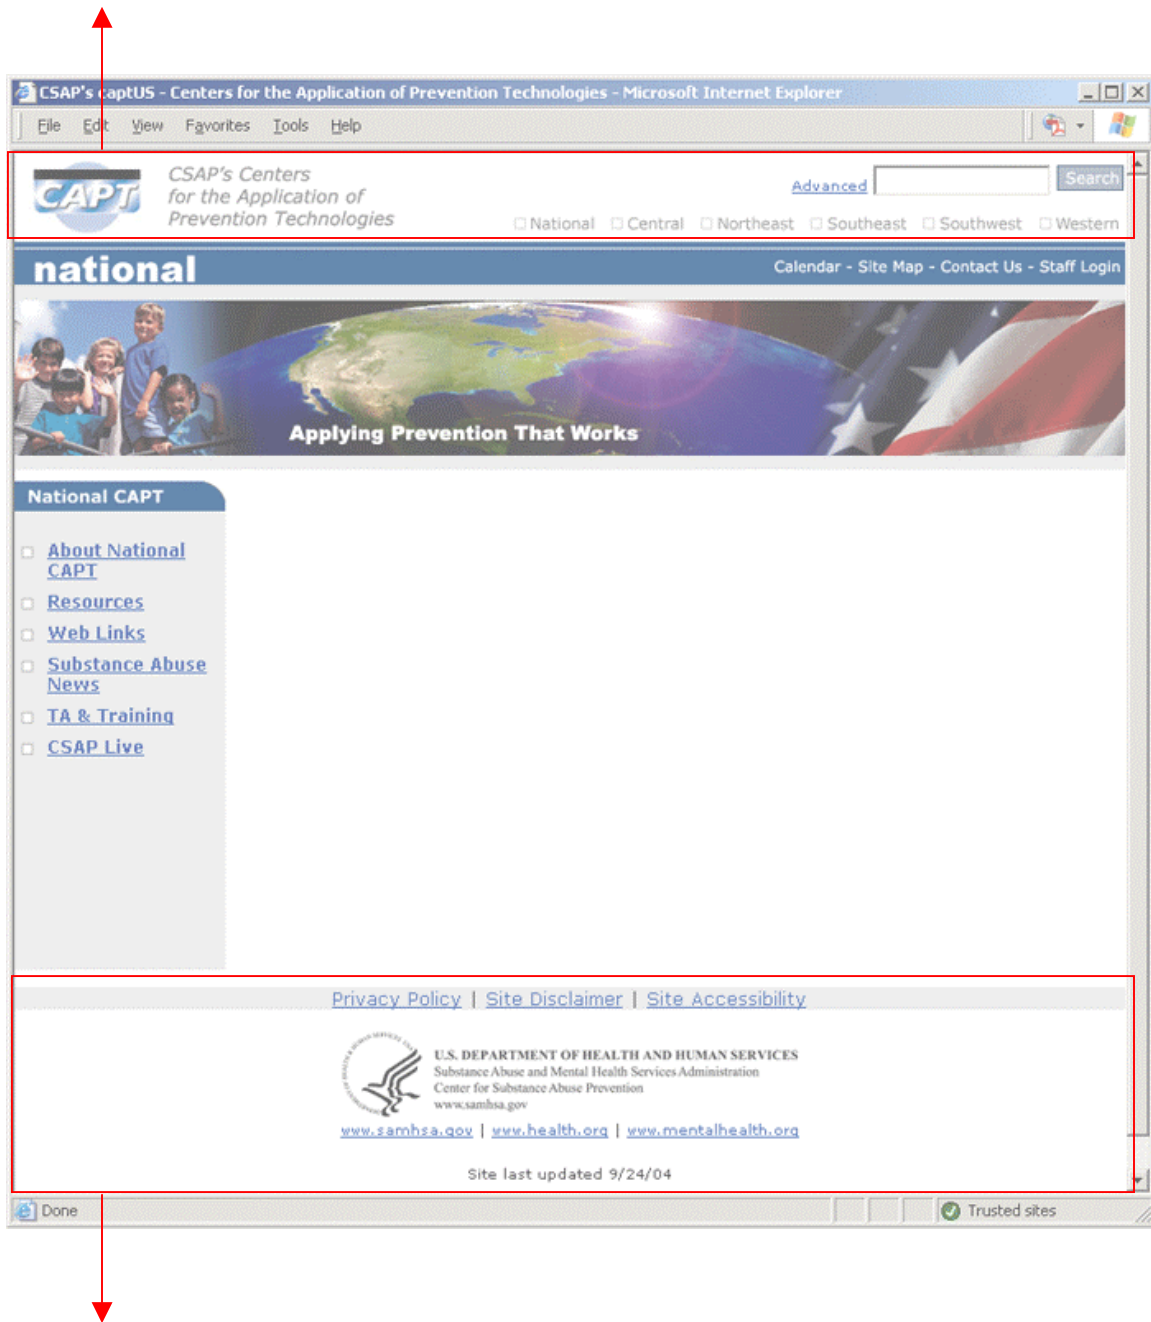 CSAP's captUS - Centers for the Application of Prevention Technologies - Microsoft Internet Explorer
File Edit View Favorites Tools Help
CAPT
CSAP's Centers
for the Application of
Prevention Technologies
Advanced Search
National Central Northeast Southeast Southwest Western
national
Calendar - Site Map - Contact Us - Staff Login
Applying Prevention That Works
National CAPT
About National
CAPT
Resources
Web Links
Substance Abuse
News
TA & Training
CSAP Live
Privacy Policy | Site Disclaimer | Site Accessibility
U.S. DEPARTMENT OF HEALTH AND HUMAN SERVICES
Substance Abuse and Mental Health Services Administration
Center for Substance Abuse Prevention
www.samhsa.gov
www.samhsa.gov | www.health.org | www.mentalhealth.org
Site last updated 9/24/04
Done
Trusted sites